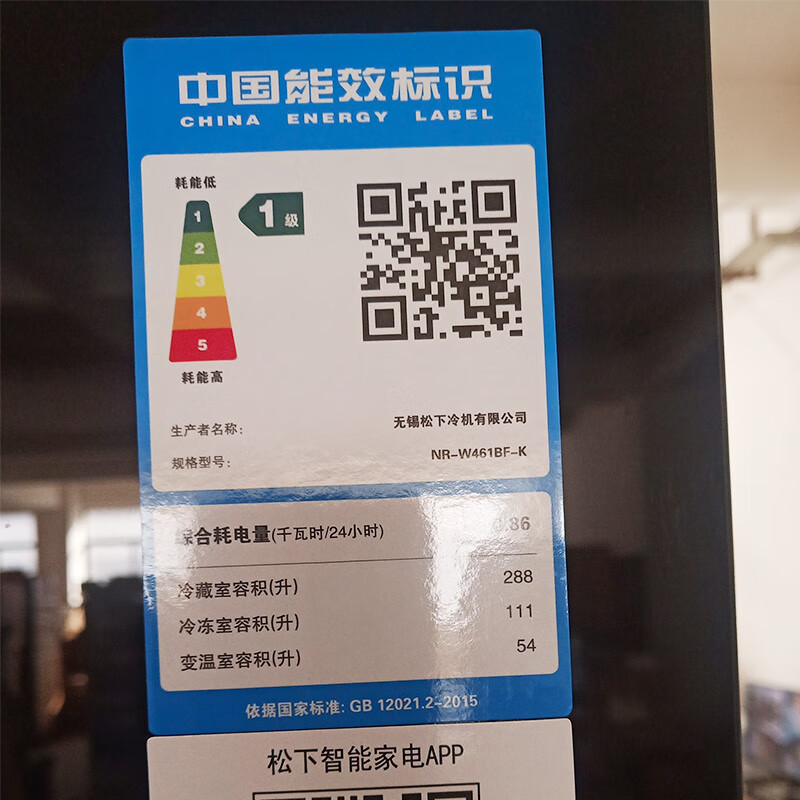 中国能效标识
CHINA ENERGY LABEL
耗能低
1
2
3
4
5
1级
耗能高
生产者名称: 无锡松下冷机有限公司
规格型号: NR-W461BF-K
综合耗电量(千瓦时/24小时) 0.86
冷藏室容积(升) 288
冷冻室容积(升) 111
变温室容积(升) 54
依据国家标准: GB 12021.2-2015
松下智能家电APP